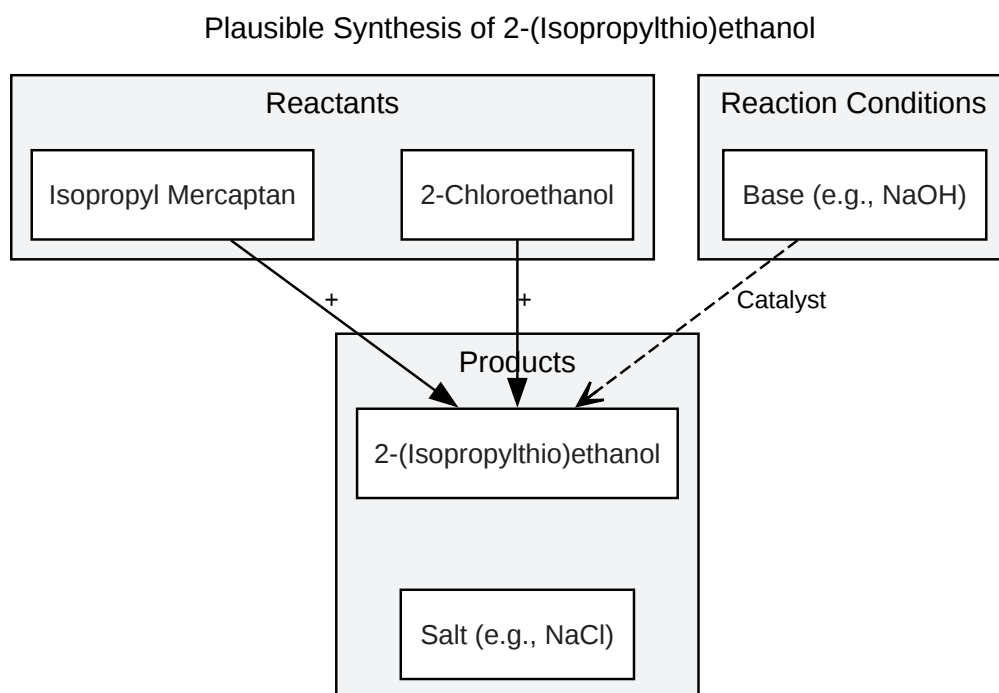 Plausible Synthesis of 2-(Isopropylthio)ethanol
Reactants
Reaction Conditions
Isopropyl Mercaptan
2-Chloroethanol
Base (e.g., NaOH)
+
+
Catalyst
Products
2-(Isopropylthio)ethanol
Salt (e.g., NaCl)